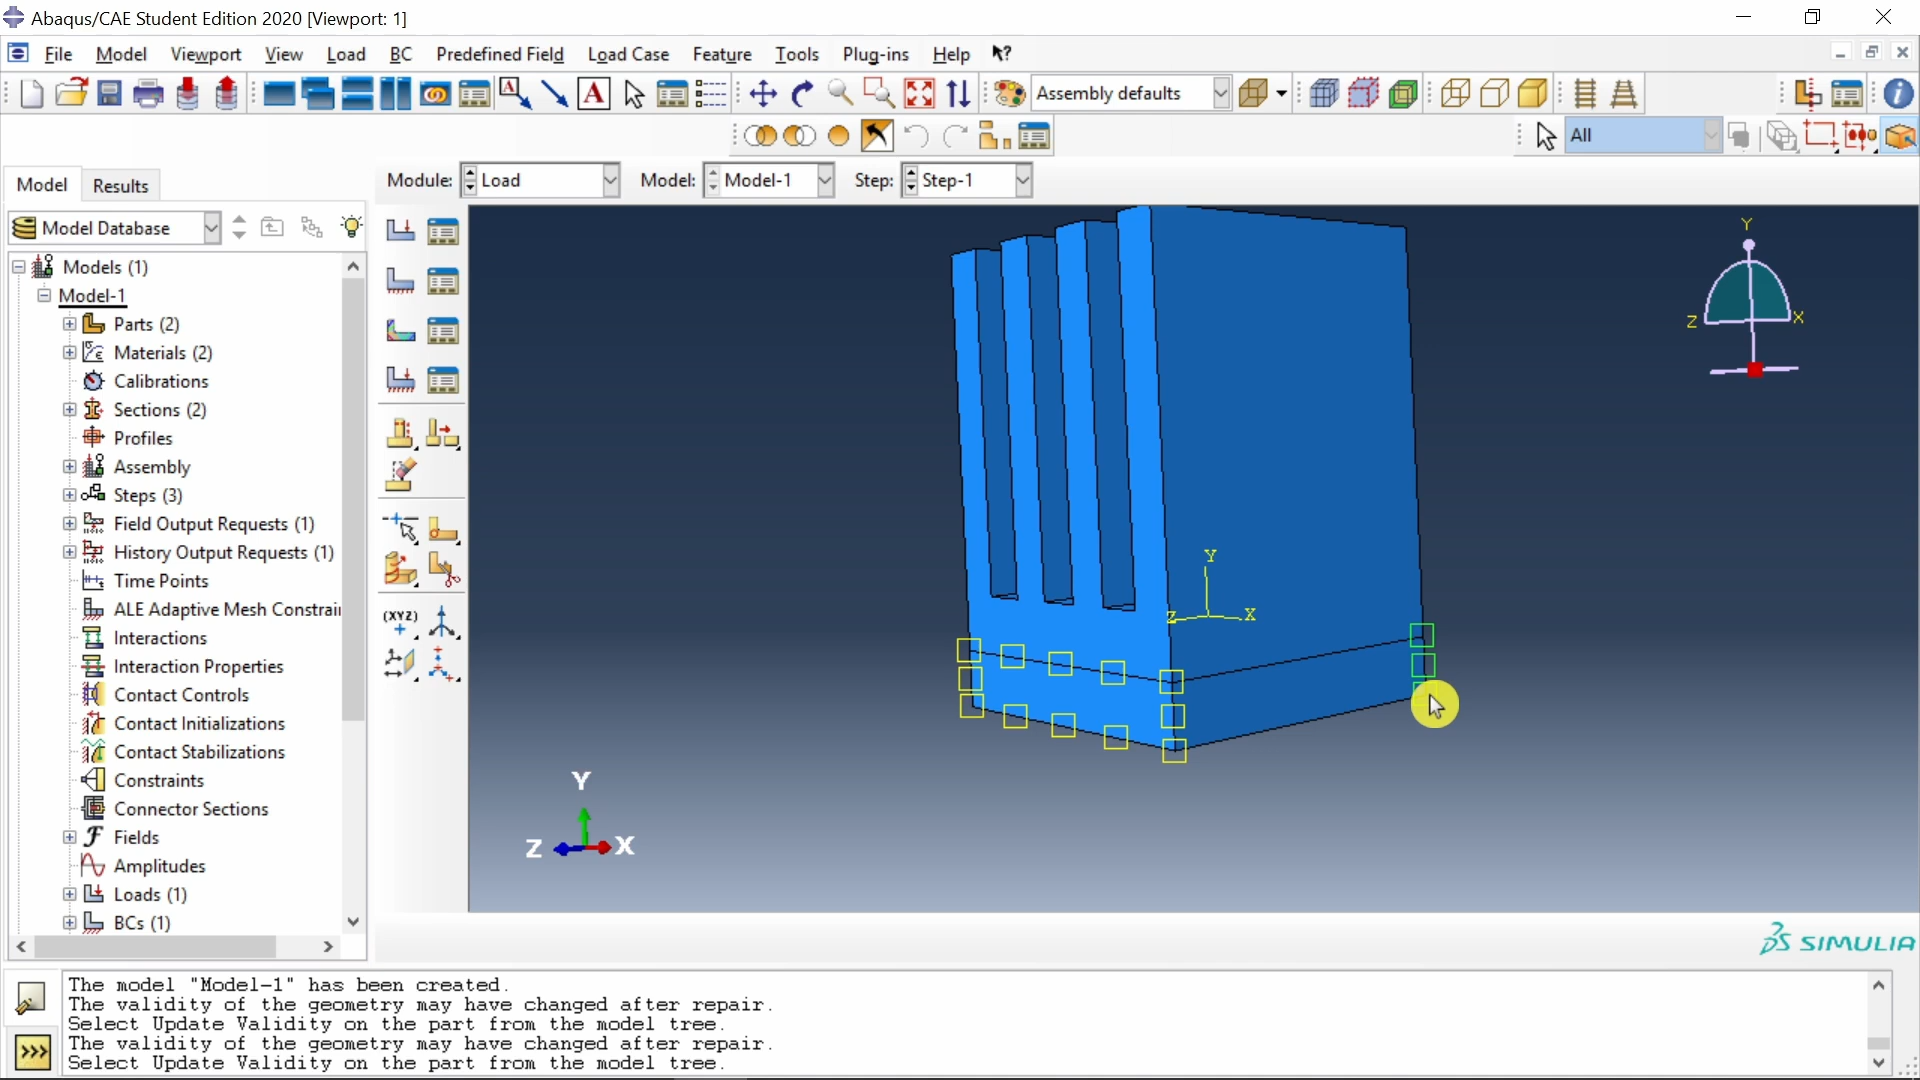 Abaqus/CAE Student Edition 2020 [Viewport: 1]
File Model Viewport View Load BC Predefined Field Load Case Feature Tools Plug-ins Help
Assembly defaults
All
Model Results
Module: Load Model: Model-1 Step: Step-1
Model Database
Models (1)
Model-1
Parts (2)
Materials (2)
Calibrations
Sections (2)
Profiles
Assembly
Steps (3)
Field Output Requests (1)
History Output Requests (1)
Time Points
ALE Adaptive Mesh Constrai
Interactions
Interaction Properties
Contact Controls
Contact Initializations
Contact Stabilizations
Constraints
Connector Sections
Fields
Amplitudes
Loads (1)
BCs (1)
(XYZ)
Y
Z X
Y
Z X
Y
Z X
SIMULIA
The model "Model-1" has been created.
The validity of the geometry may have changed after repair.
Select Update Validity on the part from the model tree.
The validity of the geometry may have changed after repair.
Select Update Validity on the part from the model tree.